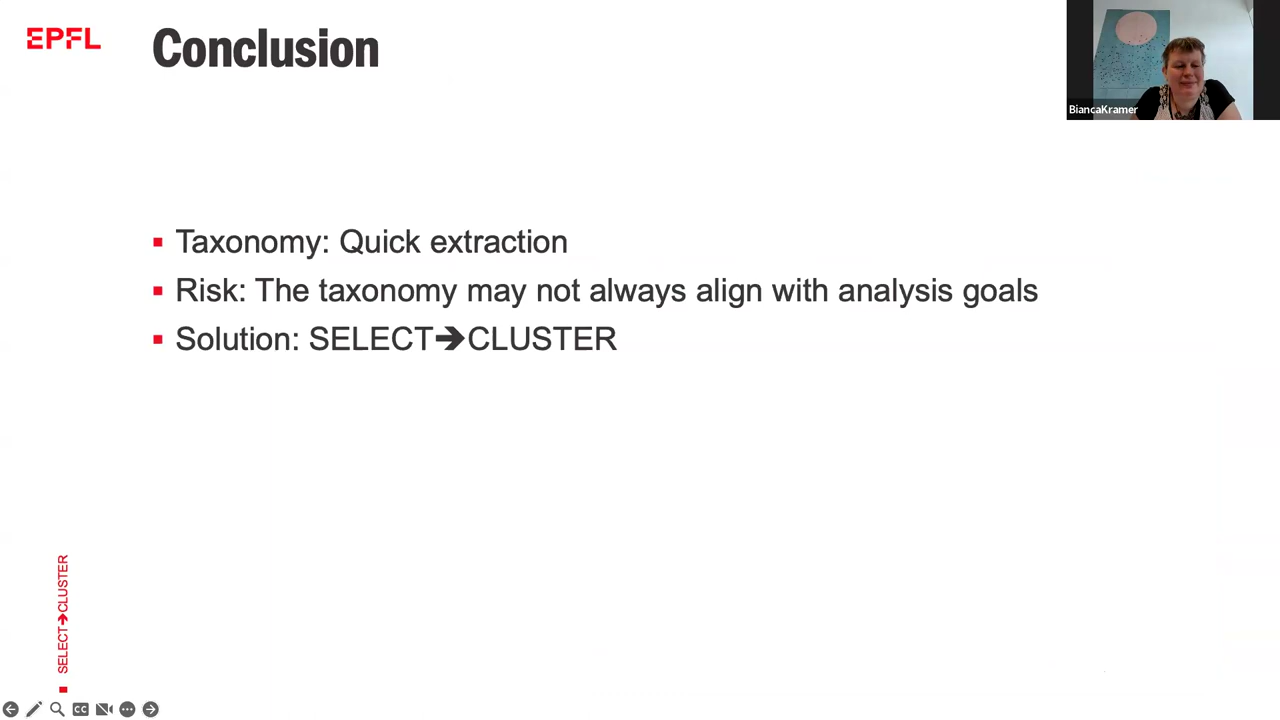 EPFL
Conclusion
BiancaKramer
▪ Taxonomy: Quick extraction
▪ Risk: The taxonomy may not always align with analysis goals
▪ Solution: SELECT➔CLUSTER
SELECT➔CLUSTER
CC